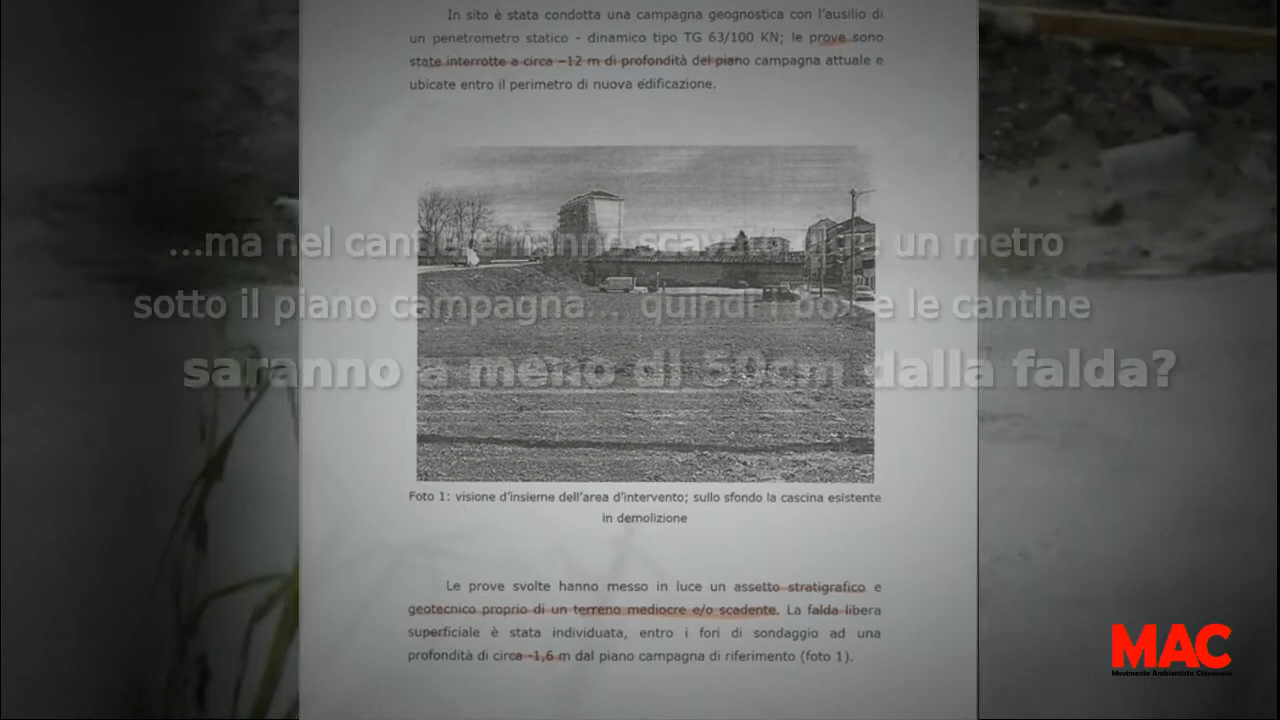 In sito è stata condotta una campagna geognostica con l'ausilio di
un penetrometro statico - dinamico tipo TG 63/100 KN; le prove sono
state interrotte a circa –12 m di profondità del piano campagna attuale e
ubicate entro il perimetro di nuova edificazione.
...ma nel cantiere hanno un metro
sotto il piano campagna... quindi i box e le cantine
saranno a meno di 50cm dalla falda?
Foto 1: visione d'insieme dell'area d'intervento; sullo sfondo la cascina esistente
in demolizione
Le prove svolte hanno messo in luce un assetto stratigrafico e
geotecnico proprio di un terreno mediocre e/o scadente. La falda libera
superficiale è stata individuata, entro i fori di sondaggio ad una
profondità di circa -1,6 m dal piano campagna di riferimento (foto 1).
MAC
Movimento Ambientista Chivassese